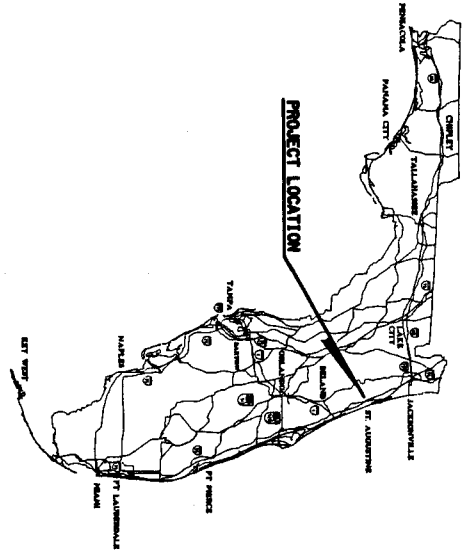 PENSACOLA
CHIPLEY
PANAMA CITY
TALLAHASSEE
PROJECT LOCATION
LAKE
CITY
JACKSONVILLE
ST. AUGUSTINE
DELAND
ORLANDO
TAMPA
BARTOW
FT PIERCE
NAPLES
FT LAUDERDALE
MIAMI
KEY WEST